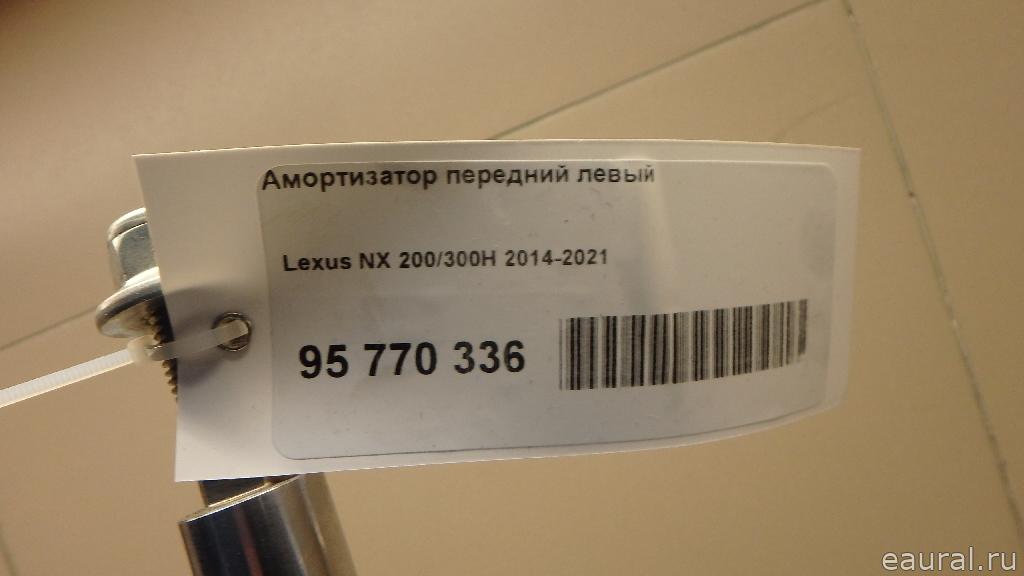 Амортизатор передний левый
Lexus NX 200/300H 2014-2021
95 770 336
eaural.ru